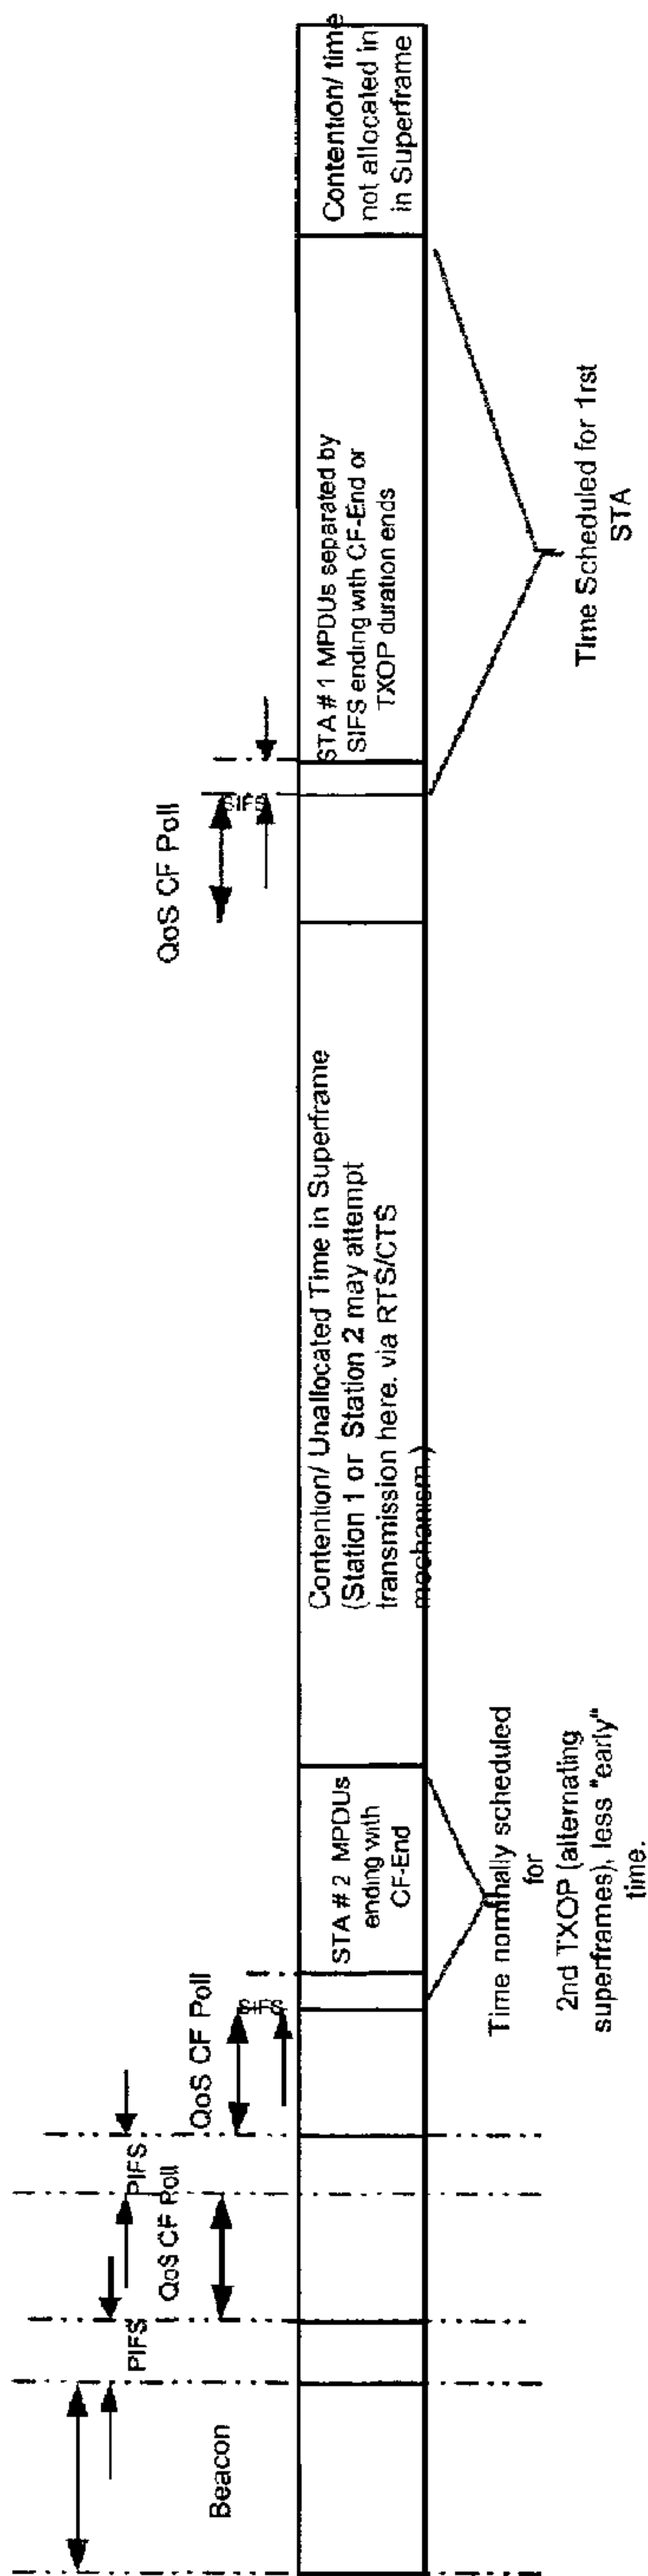 Beacon
PIFS
QoS CF Poll
PIFS
QoS CF Poll
SIFS
STA # 2 MPDUs
ending with
CF-End
Time nominally scheduled
for
2nd TXOP (alternating
superframes), less "early"
time.
Contention/ Unallocated Time in Superframe
(Station 1 or Station 2 may attempt
transmission here. via RTS/CTS
mechanism.)
QoS CF Poll
SIFS
STA # 1 MPDUs separated by
SIFS ending with CF-End or
TXOP duration ends
Time Scheduled for 1rst
STA
Contention/ time
not allocated in
in Superframe